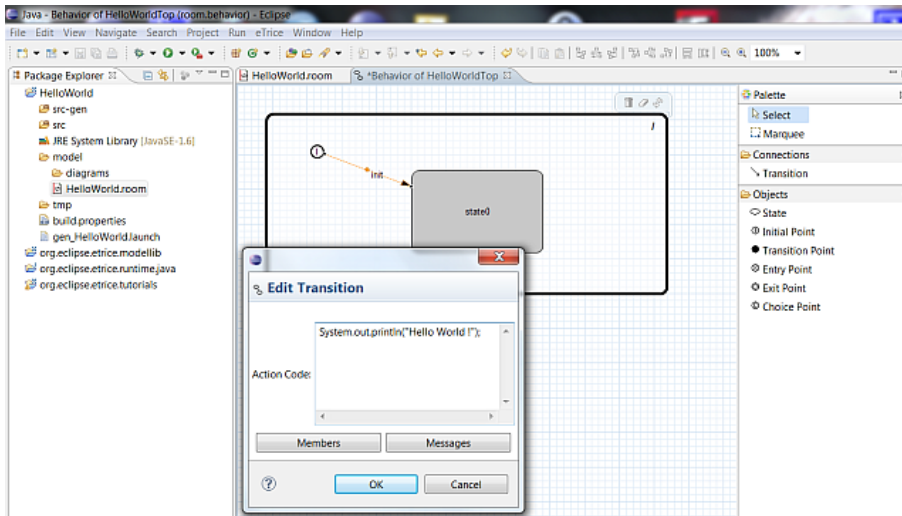 Java - Behavior of HelloWorldTop (room.behavior) - Eclipse
File Edit View Navigate Search Project Run eTrice Window Help
100%
Package Explorer
HelloWorld
src-gen
src
JRE System Library [JavaSE-1.6]
model
diagrams
HelloWorld.room
tmp
build.properties
gen_HelloWorld.launch
org.eclipse.etrice.modellib
org.eclipse.etrice.runtime.java
org.eclipse.etrice.tutorials
HelloWorld.room
*Behavior of HelloWorldTop
/
I
init
state0
Edit Transition
Action Code:
System.out.println("Hello World !");
Members
Messages
?
OK
Cancel
Palette
Select
Marquee
Connections
Transition
Objects
State
Initial Point
Transition Point
Entry Point
Exit Point
Choice Point